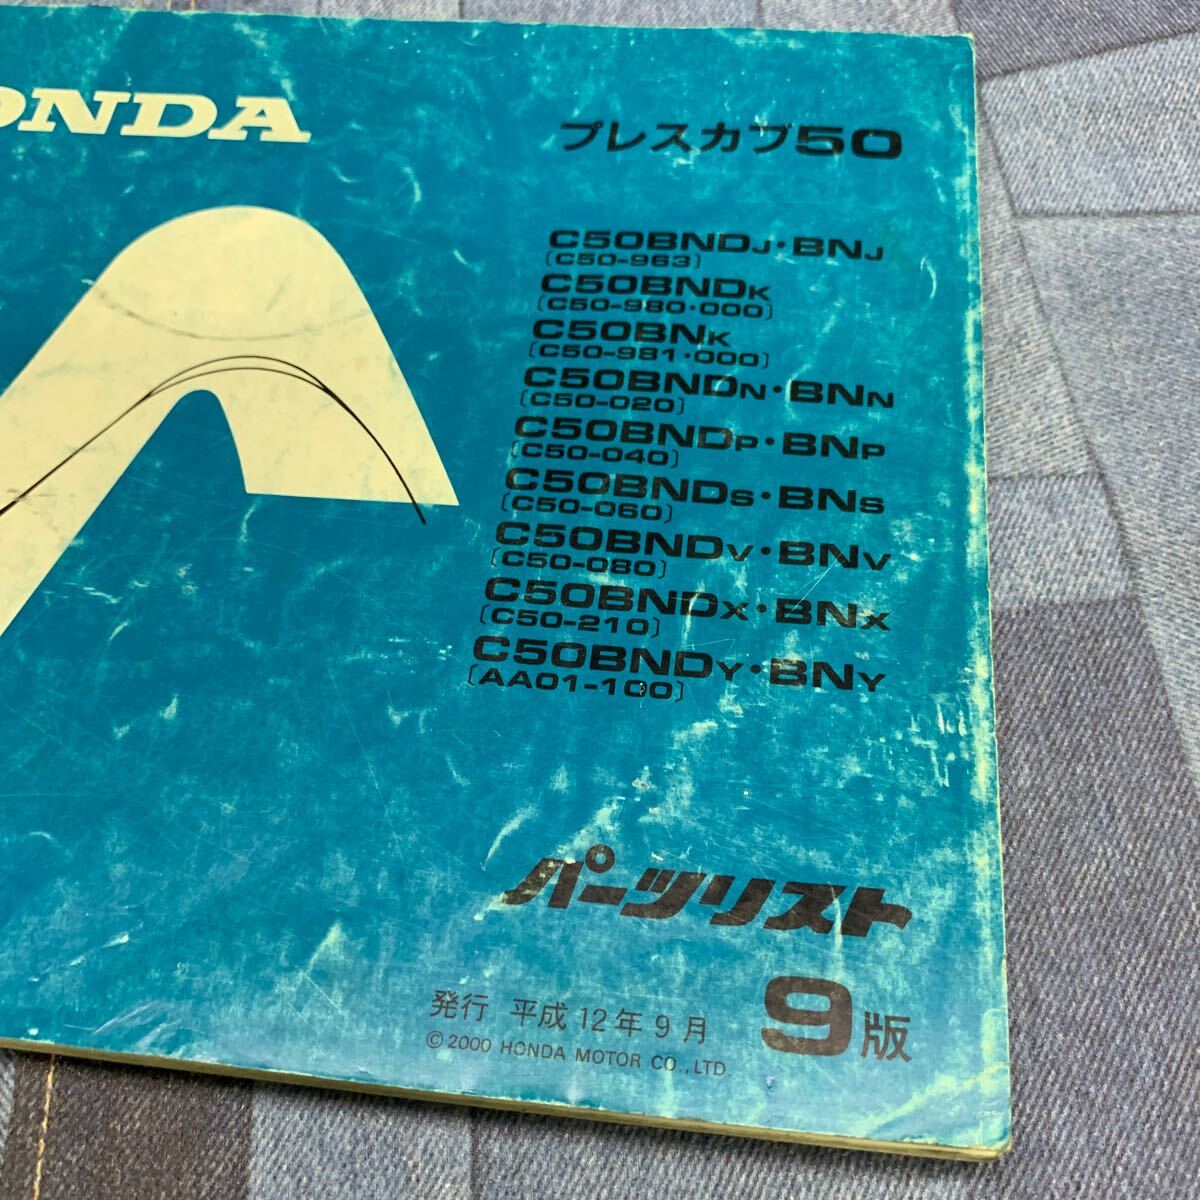 ONDA
プレスカブ50
C50BNDJ・BNJ
[C50-963]
C50BNDK
[C50-980・000]
C50BNK
[C50-981・000]
C50BNDN・BNN
[C50-020]
C50BNDP・BNP
[C50-040]
C50BNDS・BNS
[C50-060]
C50BNDV・BNV
[C50-080]
C50BNDX・BNX
[C50-210]
C50BNDY・BNY
[AA01-100]
パーツリスト
発行 平成12年9月 9版
©2000 HONDA MOTOR CO.,LTD.